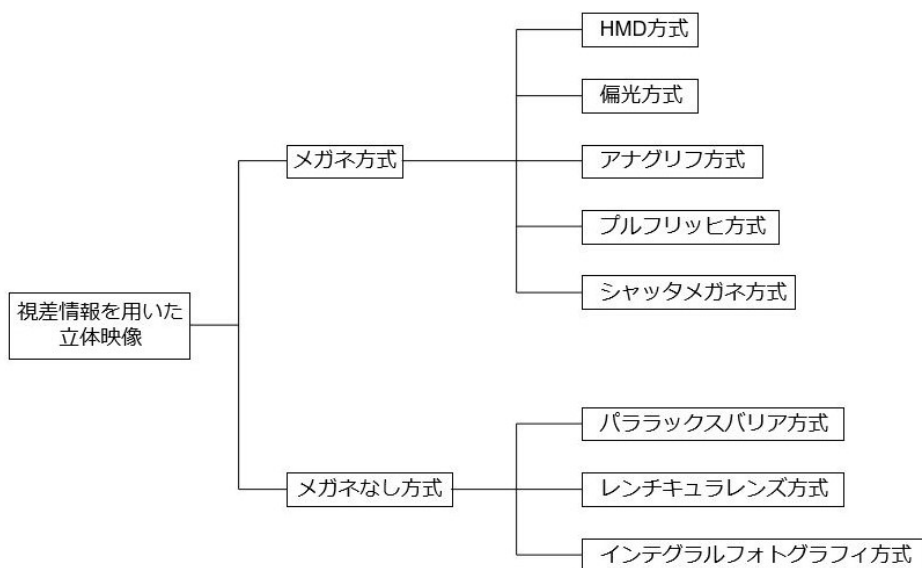 HMD方式
偏光方式
メガネ方式
アナグリフ方式
プルフリッヒ方式
シャッタメガネ方式
視差情報を用いた
立体映像
パララックスバリア方式
メガネなし方式
レンチキュラレンズ方式
インテグラルフォトグラフィ方式